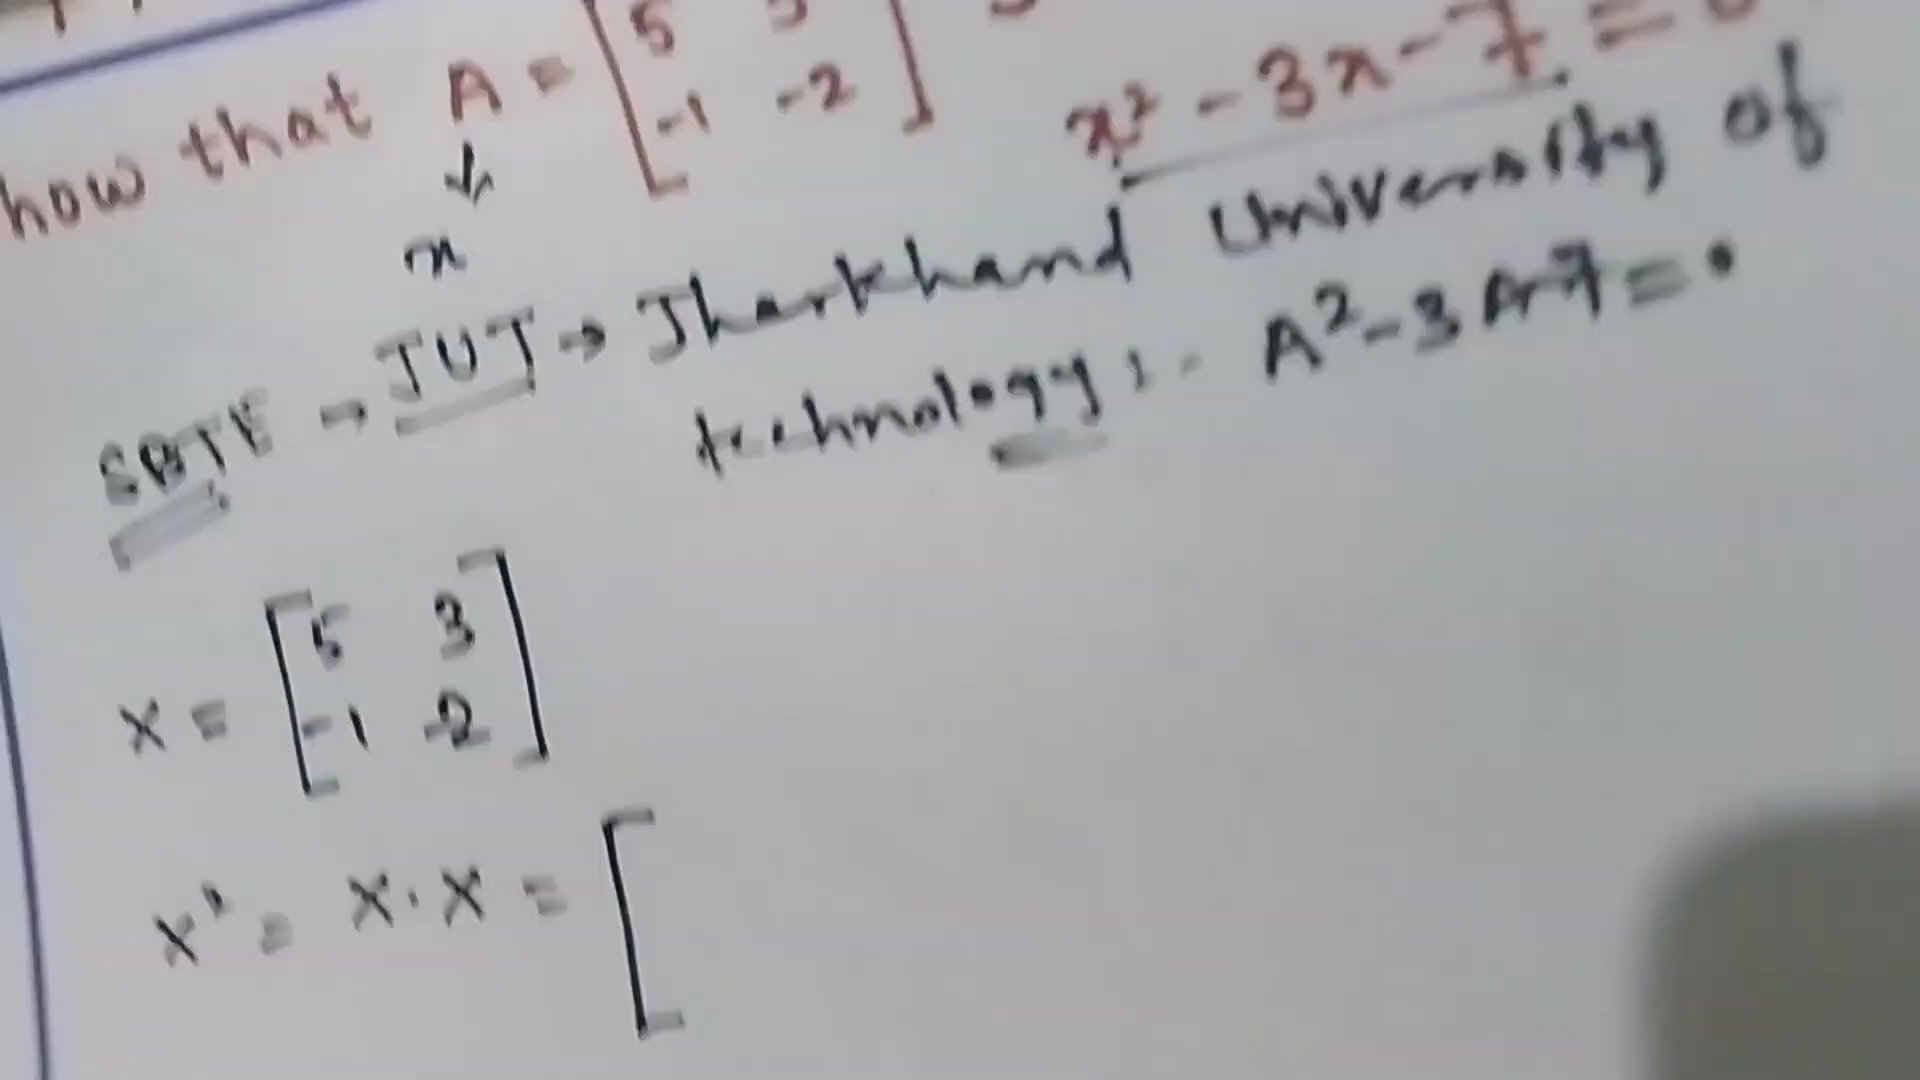 how that A = [ 5 3
-1 -2 ] x² - 3x - 7 = 0
↓
x
SBTE → JUT → Jharkhand University of
technology :- A² - 3A - 7 = 0
X = [ 5 3
-1 -2 ]
X² = X . X = [